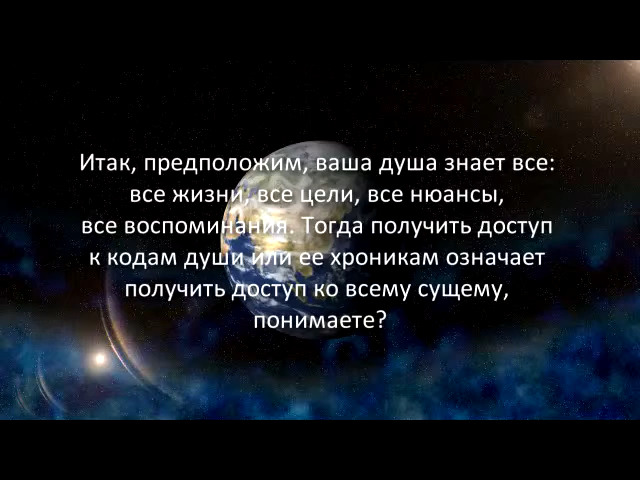 Итак, предположим, ваша душа знает все:
все жизни, все цели, все нюансы,
все воспоминания. Тогда получить доступ
к кодам души или ее хроникам означает
получить доступ ко всему сущему,
понимаете?